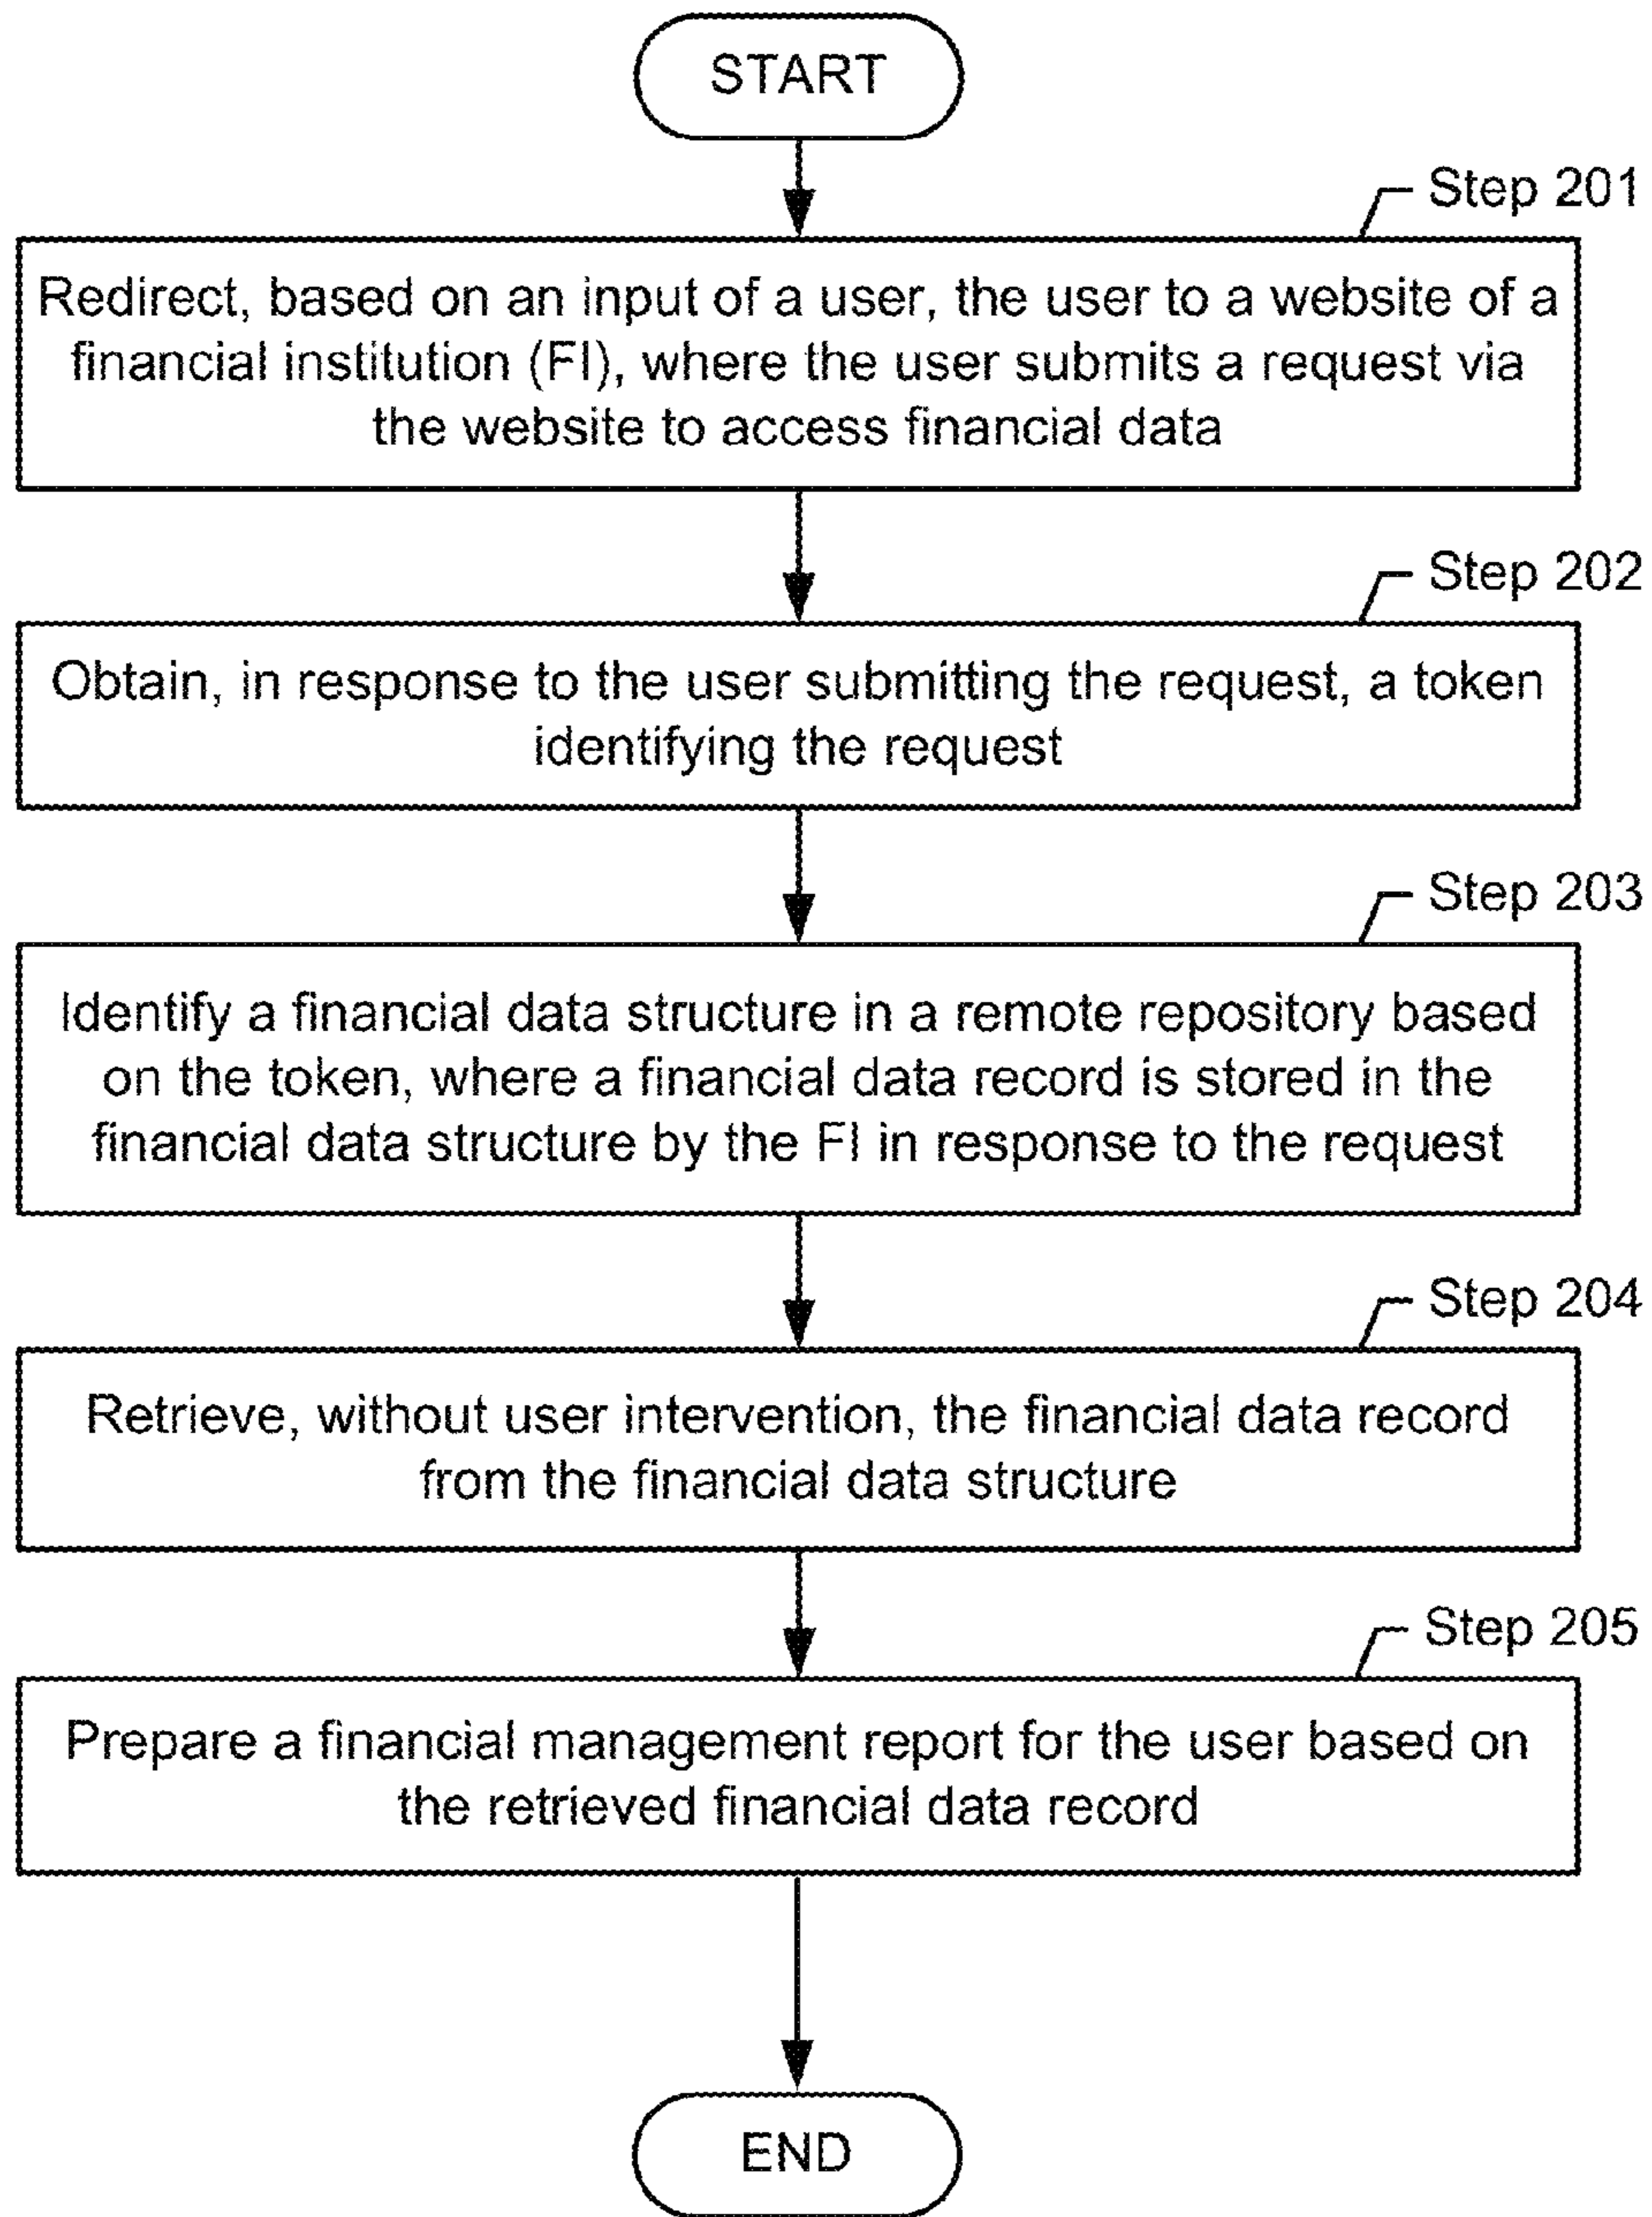 START
Step 201
Redirect, based on an input of a user, the user to a website of a
financial institution (FI), where the user submits a request via
the website to access financial data
Step 202
Obtain, in response to the user submitting the request, a token
identifying the request
Step 203
Identify a financial data structure in a remote repository based
on the token, where a financial data record is stored in the
financial data structure by the FI in response to the request
Step 204
Retrieve, without user intervention, the financial data record
from the financial data structure
Step 205
Prepare a financial management report for the user based on
the retrieved financial data record
END